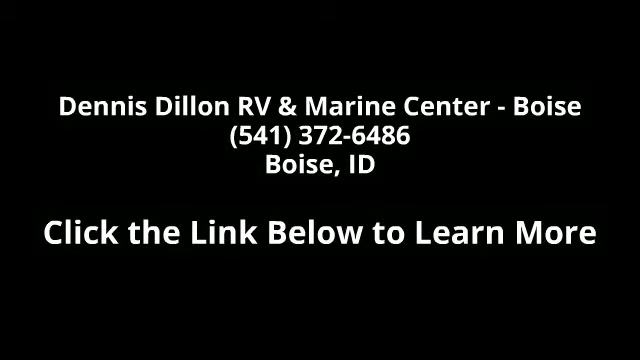 Dennis Dillon RV & Marine Center - Boise
(541) 372-6486
Boise, ID
Click the Link Below to Learn More